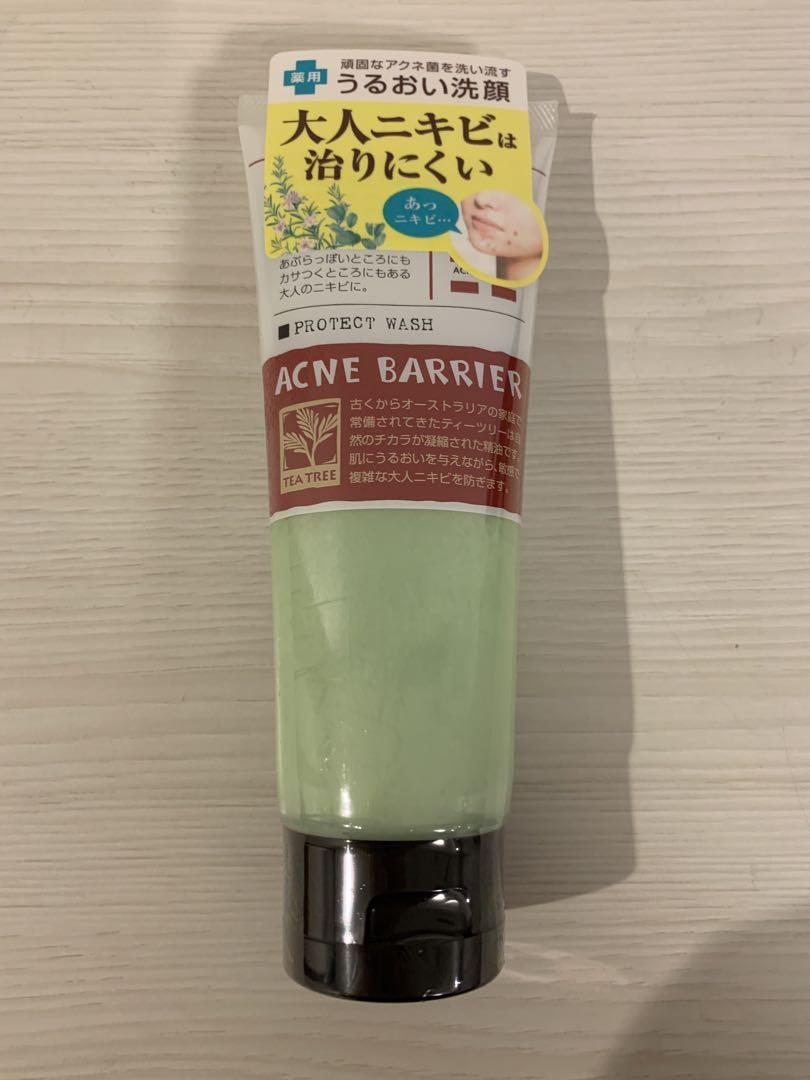 薬用
頑固なアクネ菌を洗い流す
うるおい洗顔
大人ニキビは
治りにくい
あっ
ニキビ…
あぶらっぽいところにも
カサつくところにもある
大人のニキビに。
AC
PROTECT WASH
ACNE BARRIER
古くからオーストラリアの家庭で
常備されてきたティーツリーは自
然のチカラが凝縮された精油です。
肌にうるおいを与えながら、敏感で
複雑な大人ニキビを防ぎます。
TEA TREE